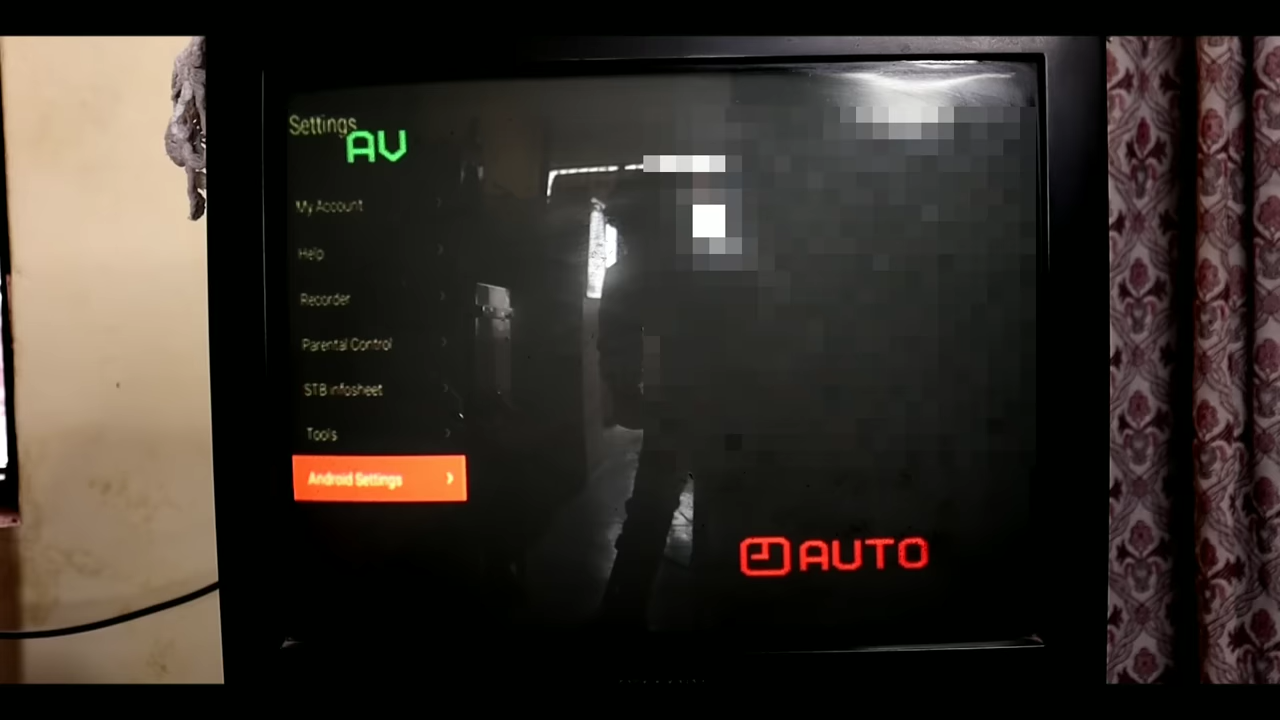 Settings
AV
My Account
Help
Recorder
Parental Control
STB infosheet
Tools
Android Settings
AUTO